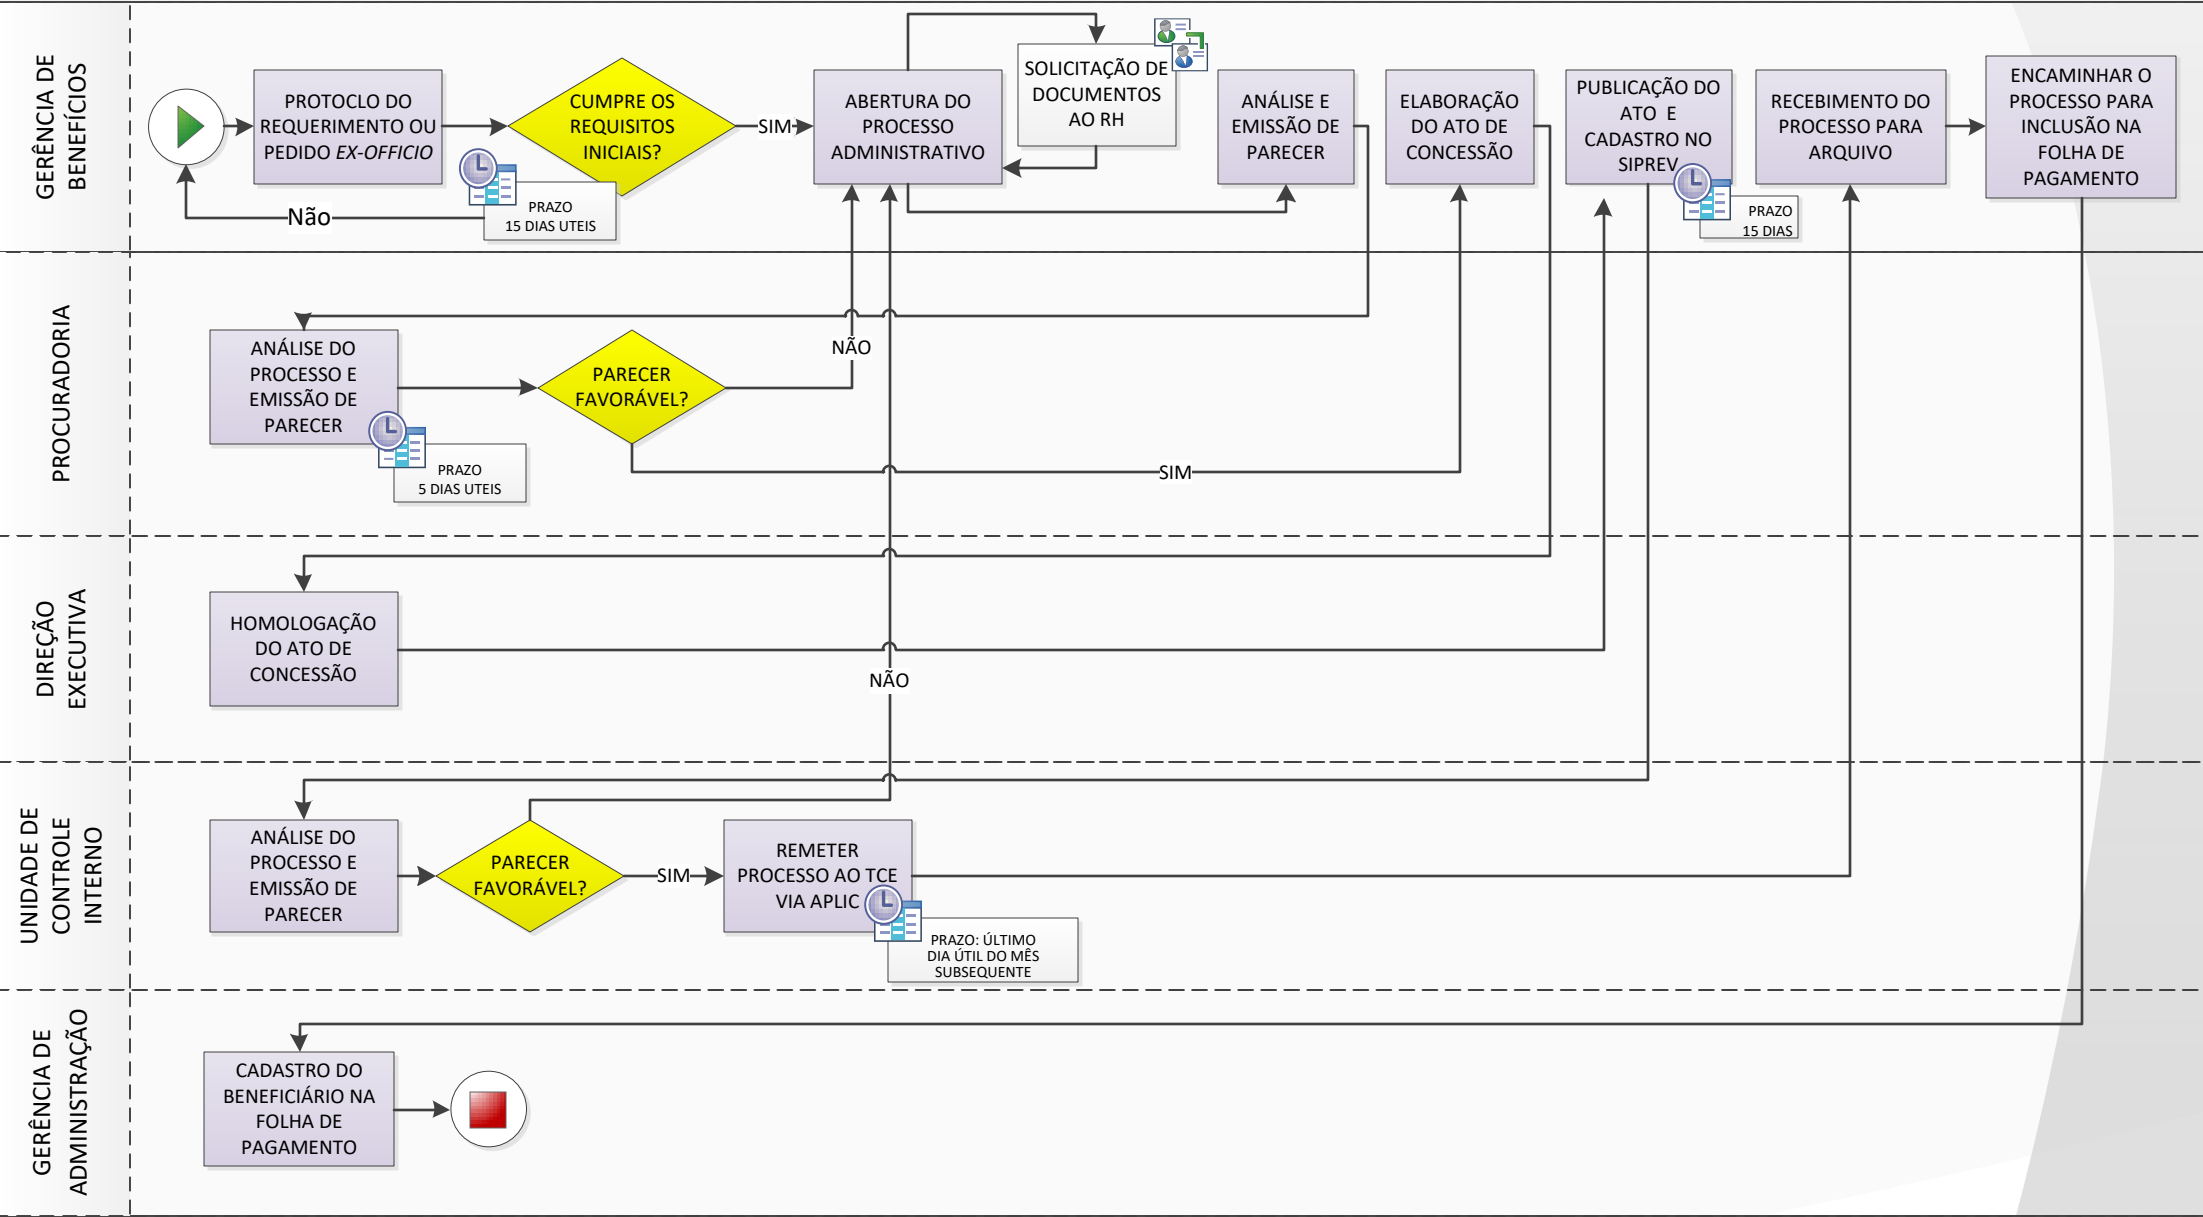 GERÊNCIA DE
BENEFÍCIOS
PROTOCLO DO
REQUERIMENTO OU
PEDIDO EX-OFFICIO
CUMPRE OS
REQUISITOS
INICIAIS?
SIM
Não
PRAZO
15 DIAS UTEIS
ABERTURA DO
PROCESSO
ADMINISTRATIVO
SOLICITAÇÃO DE
DOCUMENTOS
AO RH
ANÁLISE E
EMISSÃO DE
PARECER
ELABORAÇÃO
DO ATO DE
CONCESSÃO
PUBLICAÇÃO DO
ATO E
CADASTRO NO
SIPREV
PRAZO
15 DIAS
RECEBIMENTO DO
PROCESSO PARA
ARQUIVO
ENCAMINHAR O
PROCESSO PARA
INCLUSÃO NA
FOLHA DE
PAGAMENTO
PROCURADORIA
ANÁLISE DO
PROCESSO E
EMISSÃO DE
PARECER
PRAZO
5 DIAS UTEIS
PARECER
FAVORÁVEL?
NÃO
SIM
DIREÇÃO
EXECUTIVA
HOMOLOGAÇÃO
DO ATO DE
CONCESSÃO
NÃO
UNIDADE DE
CONTROLE
INTERNO
ANÁLISE DO
PROCESSO E
EMISSÃO DE
PARECER
PARECER
FAVORÁVEL?
SIM
REMETER
PROCESSO AO TCE
VIA APLIC
PRAZO: ÚLTIMO
DIA ÚTIL DO MÊS
SUBSEQUENTE
GERÊNCIA DE
ADMINISTRAÇÃO
CADASTRO DO
BENEFICIÁRIO NA
FOLHA DE
PAGAMENTO